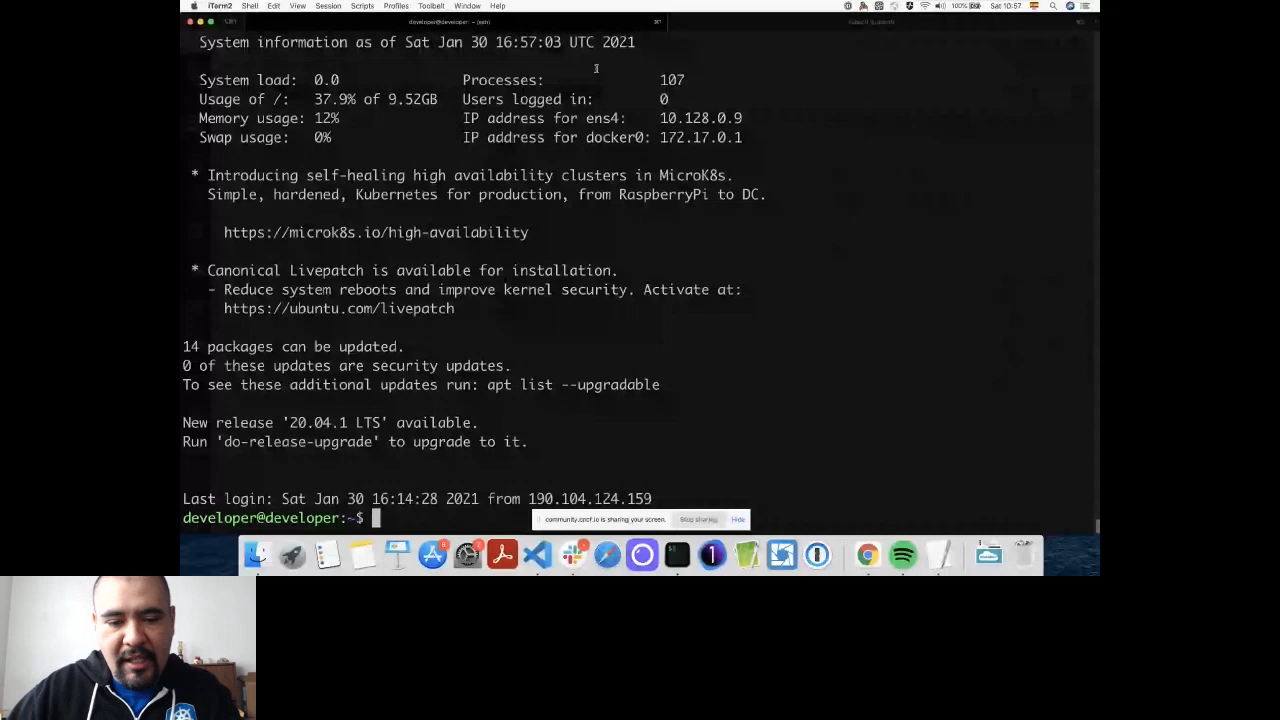 iTerm2 Shell Edit View Session Scripts Profiles Toolbelt Window Help 100% Sat 10:57
developer@developer: ~ (ssh)
System information as of Sat Jan 30 16:57:03 UTC 2021
System load: 0.0 Processes: 107
Usage of /: 37.9% of 9.52GB Users logged in: 0
Memory usage: 12% IP address for ens4: 10.128.0.9
Swap usage: 0% IP address for docker0: 172.17.0.1
* Introducing self-healing high availability clusters in MicroK8s.
Simple, hardened, Kubernetes for production, from RaspberryPi to DC.
https://microk8s.io/high-availability
* Canonical Livepatch is available for installation.
- Reduce system reboots and improve kernel security. Activate at:
https://ubuntu.com/livepatch
14 packages can be updated.
0 of these updates are security updates.
To see these additional updates run: apt list --upgradable
New release '20.04.1 LTS' available.
Run 'do-release-upgrade' to upgrade to it.
Last login: Sat Jan 30 16:14:28 2021 from 190.104.124.159
developer@developer:~$
community.cncf.io is sharing your screen. Stop sharing Hide